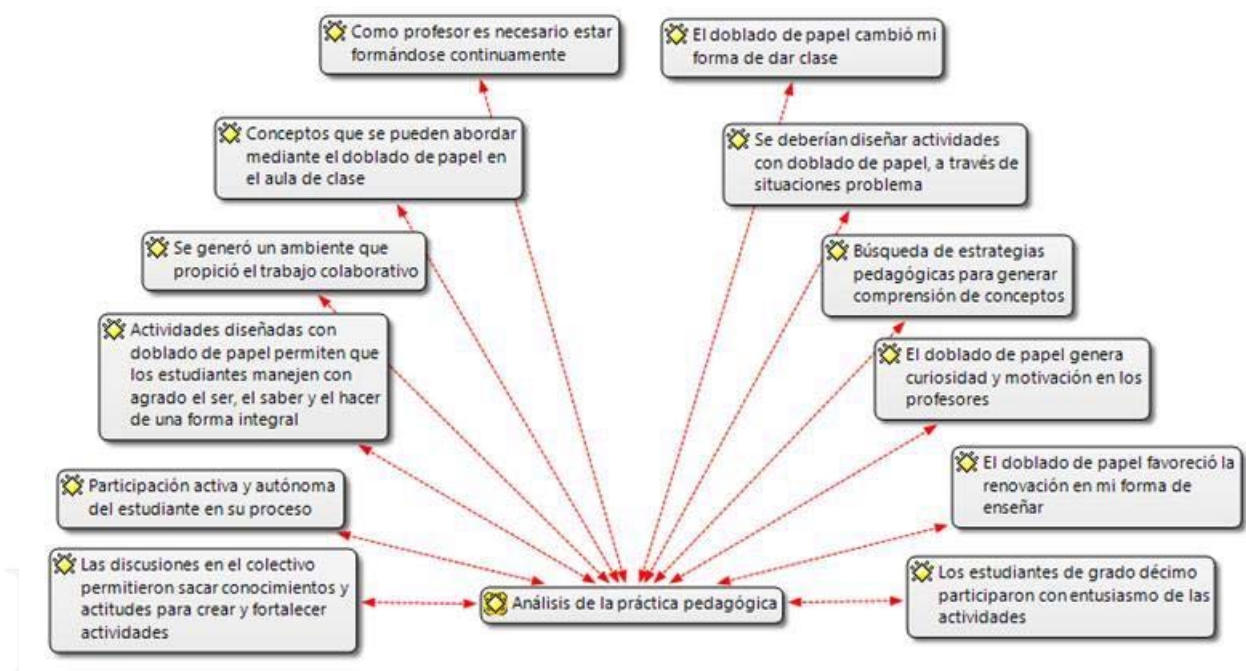 Como profesor es necesario estar
formándose continuamente
El doblado de papel cambió mi
forma de dar clase
Conceptos que se pueden abordar
mediante el doblado de papel en
el aula de clase
Se deberían diseñar actividades
con doblado de papel, a través de
situaciones problema
Se generó un ambiente que
propició el trabajo colaborativo
Búsqueda de estrategias
pedagógicas para generar
comprensión de conceptos
Actividades diseñadas con
doblado de papel permiten que
los estudiantes manejen con
agrado el ser, el saber y el hacer
de una forma integral
El doblado de papel genera
curiosidad y motivación en los
profesores
Participación activa y autónoma
del estudiante en su proceso
El doblado de papel favoreció la
renovación en mi forma de
enseñar
Las discusiones en el colectivo
permitieron sacar conocimientos y
actitudes para crear y fortalecer
actividades
Análisis de la práctica pedagógica
Los estudiantes de grado décimo
participaron con entusiasmo de las
actividades